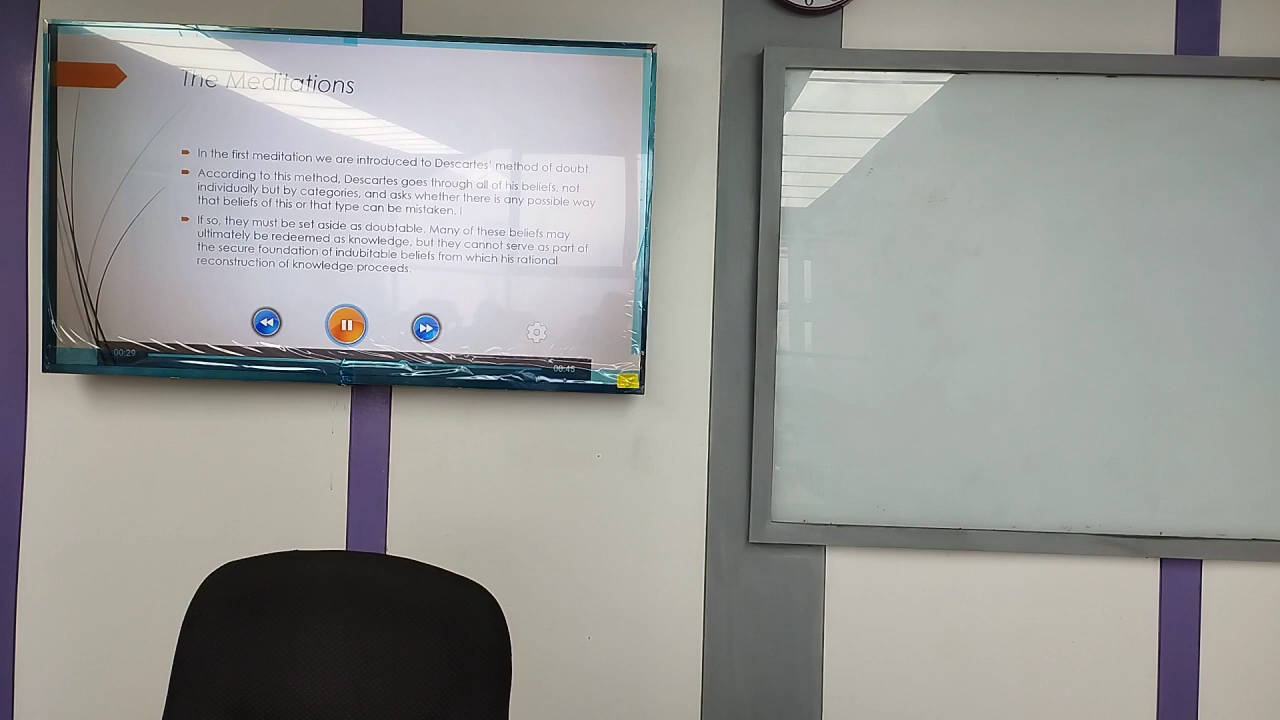 The Meditations
In the first meditation we are introduced to Descartes' method of doubt
According to this method, Descartes goes through all of his beliefs, not
individually but by categories, and asks whether there is any possible way
that beliefs of this or that type can be mistaken. I
If so, they must be set aside as doubtable. Many of these beliefs may
ultimately be redeemed as knowledge, but they cannot serve as part of
the secure foundation of indubitable beliefs from which his rational
reconstruction of knowledge proceeds.
00:29
00:45
6